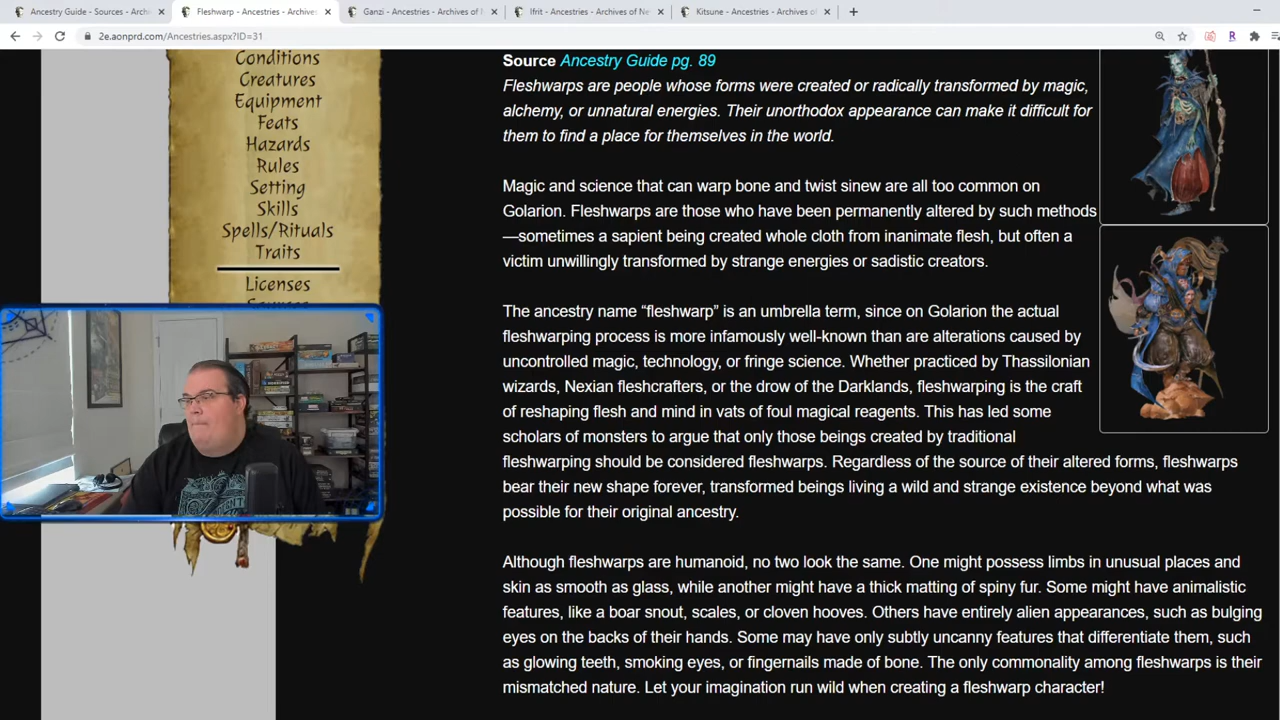 Ancestry Guide - Sources - Archi
Fleshwarp - Ancestries - Archives
Ganzi - Ancestries - Archives of N
Ifrit - Ancestries - Archives of Ne
Kitsune - Ancestries - Archives of
2e.aonprd.com/Ancestries.aspx?ID=31
Conditions
Creatures
Equipment
Feats
Hazards
Rules
Setting
Skills
Spells/Rituals
Traits
Licenses
Source Ancestry Guide pg. 89
Fleshwarps are people whose forms were created or radically transformed by magic,
alchemy, or unnatural energies. Their unorthodox appearance can make it difficult for
them to find a place for themselves in the world.
Magic and science that can warp bone and twist sinew are all too common on
Golarion. Fleshwarps are those who have been permanently altered by such methods
—sometimes a sapient being created whole cloth from inanimate flesh, but often a
victim unwillingly transformed by strange energies or sadistic creators.
The ancestry name “fleshwarp” is an umbrella term, since on Golarion the actual
fleshwarping process is more infamously well-known than are alterations caused by
uncontrolled magic, technology, or fringe science. Whether practiced by Thassilonian
wizards, Nexian fleshcrafters, or the drow of the Darklands, fleshwarping is the craft
of reshaping flesh and mind in vats of foul magical reagents. This has led some
scholars of monsters to argue that only those beings created by traditional
fleshwarping should be considered fleshwarps. Regardless of the source of their altered forms, fleshwarps
bear their new shape forever, transformed beings living a wild and strange existence beyond what was
possible for their original ancestry.
Although fleshwarps are humanoid, no two look the same. One might possess limbs in unusual places and
skin as smooth as glass, while another might have a thick matting of spiny fur. Some might have animalistic
features, like a boar snout, scales, or cloven hooves. Others have entirely alien appearances, such as bulging
eyes on the backs of their hands. Some may have only subtly uncanny features that differentiate them, such
as glowing teeth, smoking eyes, or fingernails made of bone. The only commonality among fleshwarps is their
mismatched nature. Let your imagination run wild when creating a fleshwarp character!